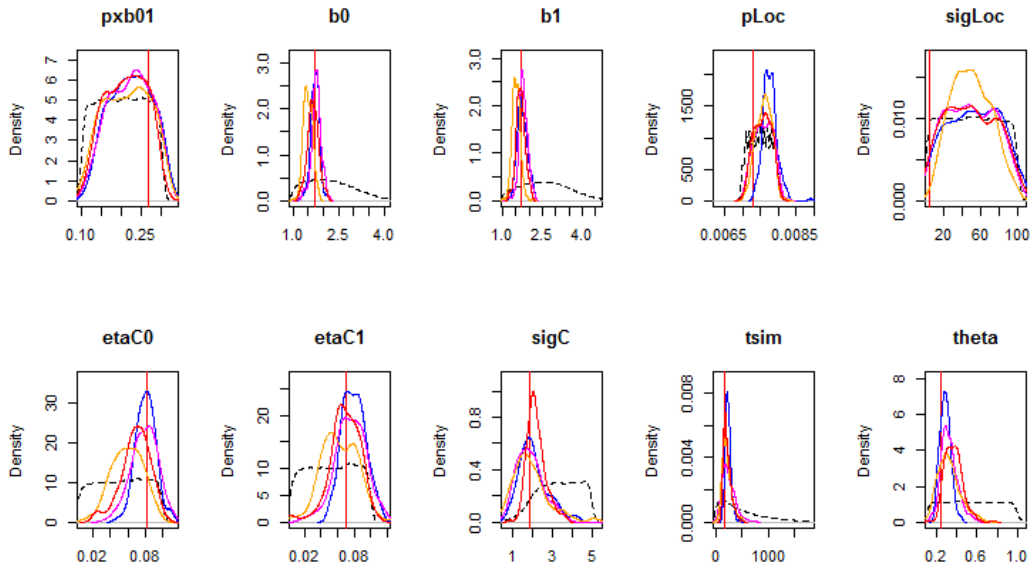 pxb01 b0 b1 pLoc sigLoc
Density 0 1 2 3 4 5 6 7 0.10 0.25
Density 0.0 1.0 2.0 3.0 1.0 2.5 4.0
Density 0.0 1.0 2.0 3.0 1.0 2.5 4.0
Density 0 500 1500 0.0065 0.0085
Density 0.000 0.010 20 60 100
etaC0 etaC1 sigC tsim theta
Density 0 10 20 30 0.02 0.08
Density 0 5 10 20 0.02 0.08
Density 0.0 0.4 0.8 1 3 5
Density 0.000 0.004 0.008 0 1000
Density 0 2 4 6 8 0.2 0.6 1.0